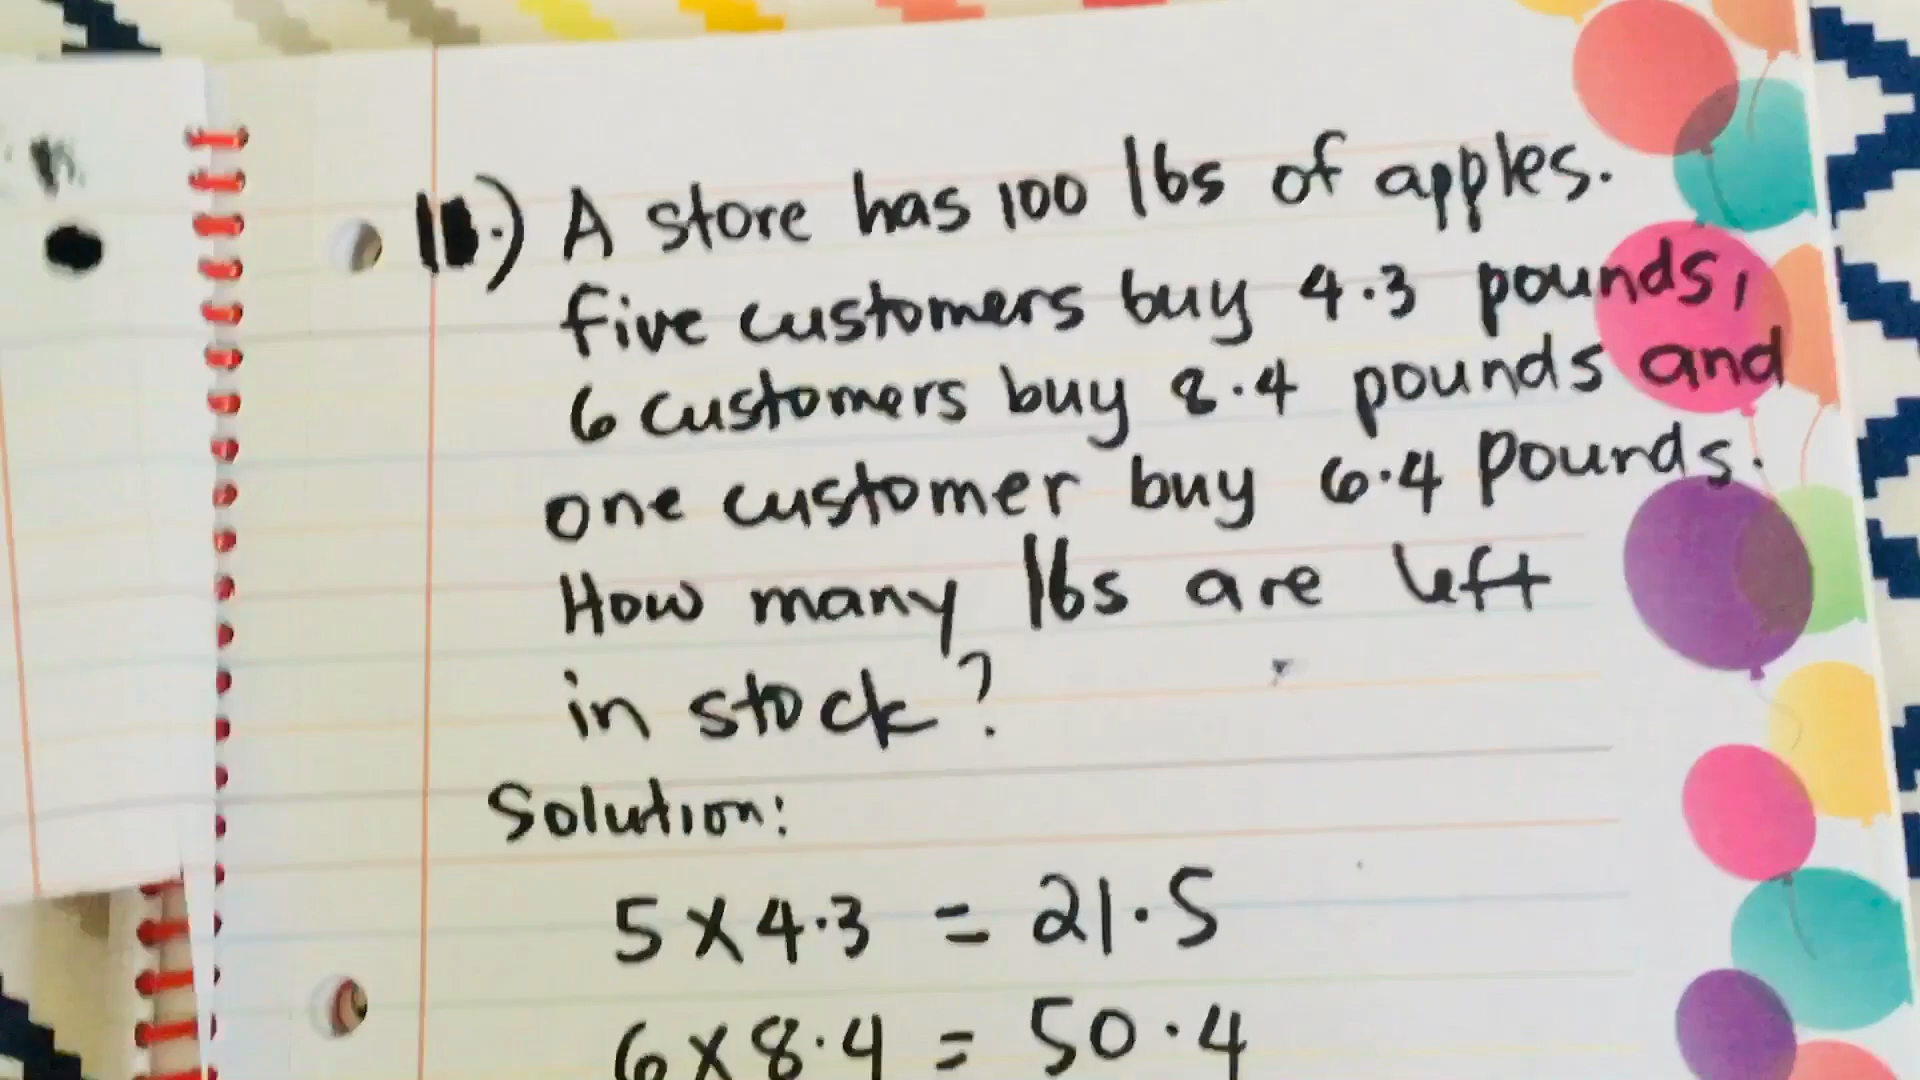 11.) A store has 100 lbs of apples.
five customers buy 4.3 pounds,
6 customers buy 8.4 pounds and
one customer buy 6.4 pounds.
How many lbs are left
in stock?
Solution:
5 X 4.3 = 21.5
6 X 8.4 = 50.4